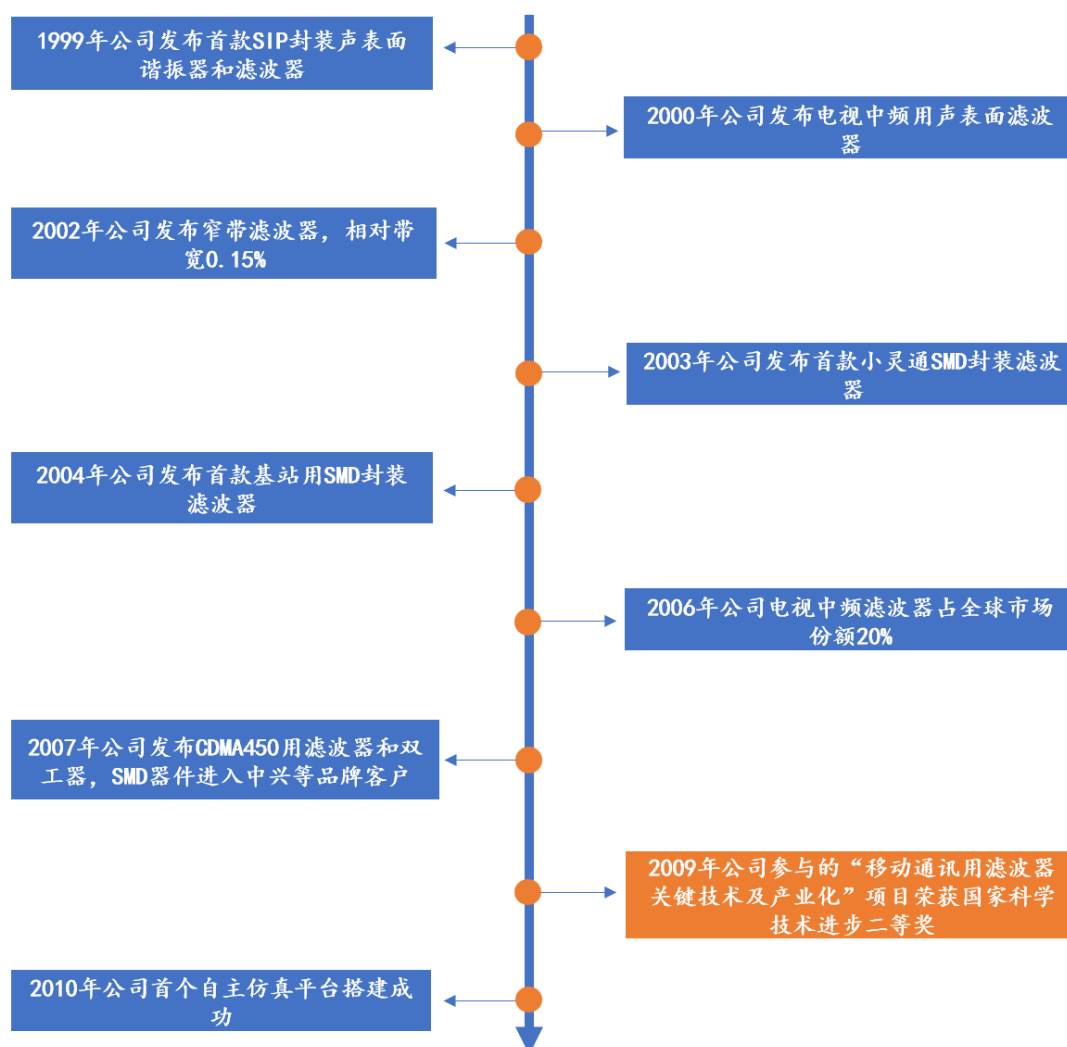 1999年公司发布首款SIP封装声表面
谐振器和滤波器
2000年公司发布电视中频用声表面滤波
器
2002年公司发布窄带滤波器，相对带
宽0.15%
2003年公司发布首款小灵通SMD封装滤波
器
2004年公司发布首款基站用SMD封装
滤波器
2006年公司电视中频滤波器占全球市场
份额20%
2007年公司发布CDMA450用滤波器和双
工器，SMD器件进入中兴等品牌客户
2009年公司参与的“移动通讯用滤波器
关键技术及产业化”项目荣获国家科学
技术进步二等奖
2010年公司首个自主仿真平台搭建成
功